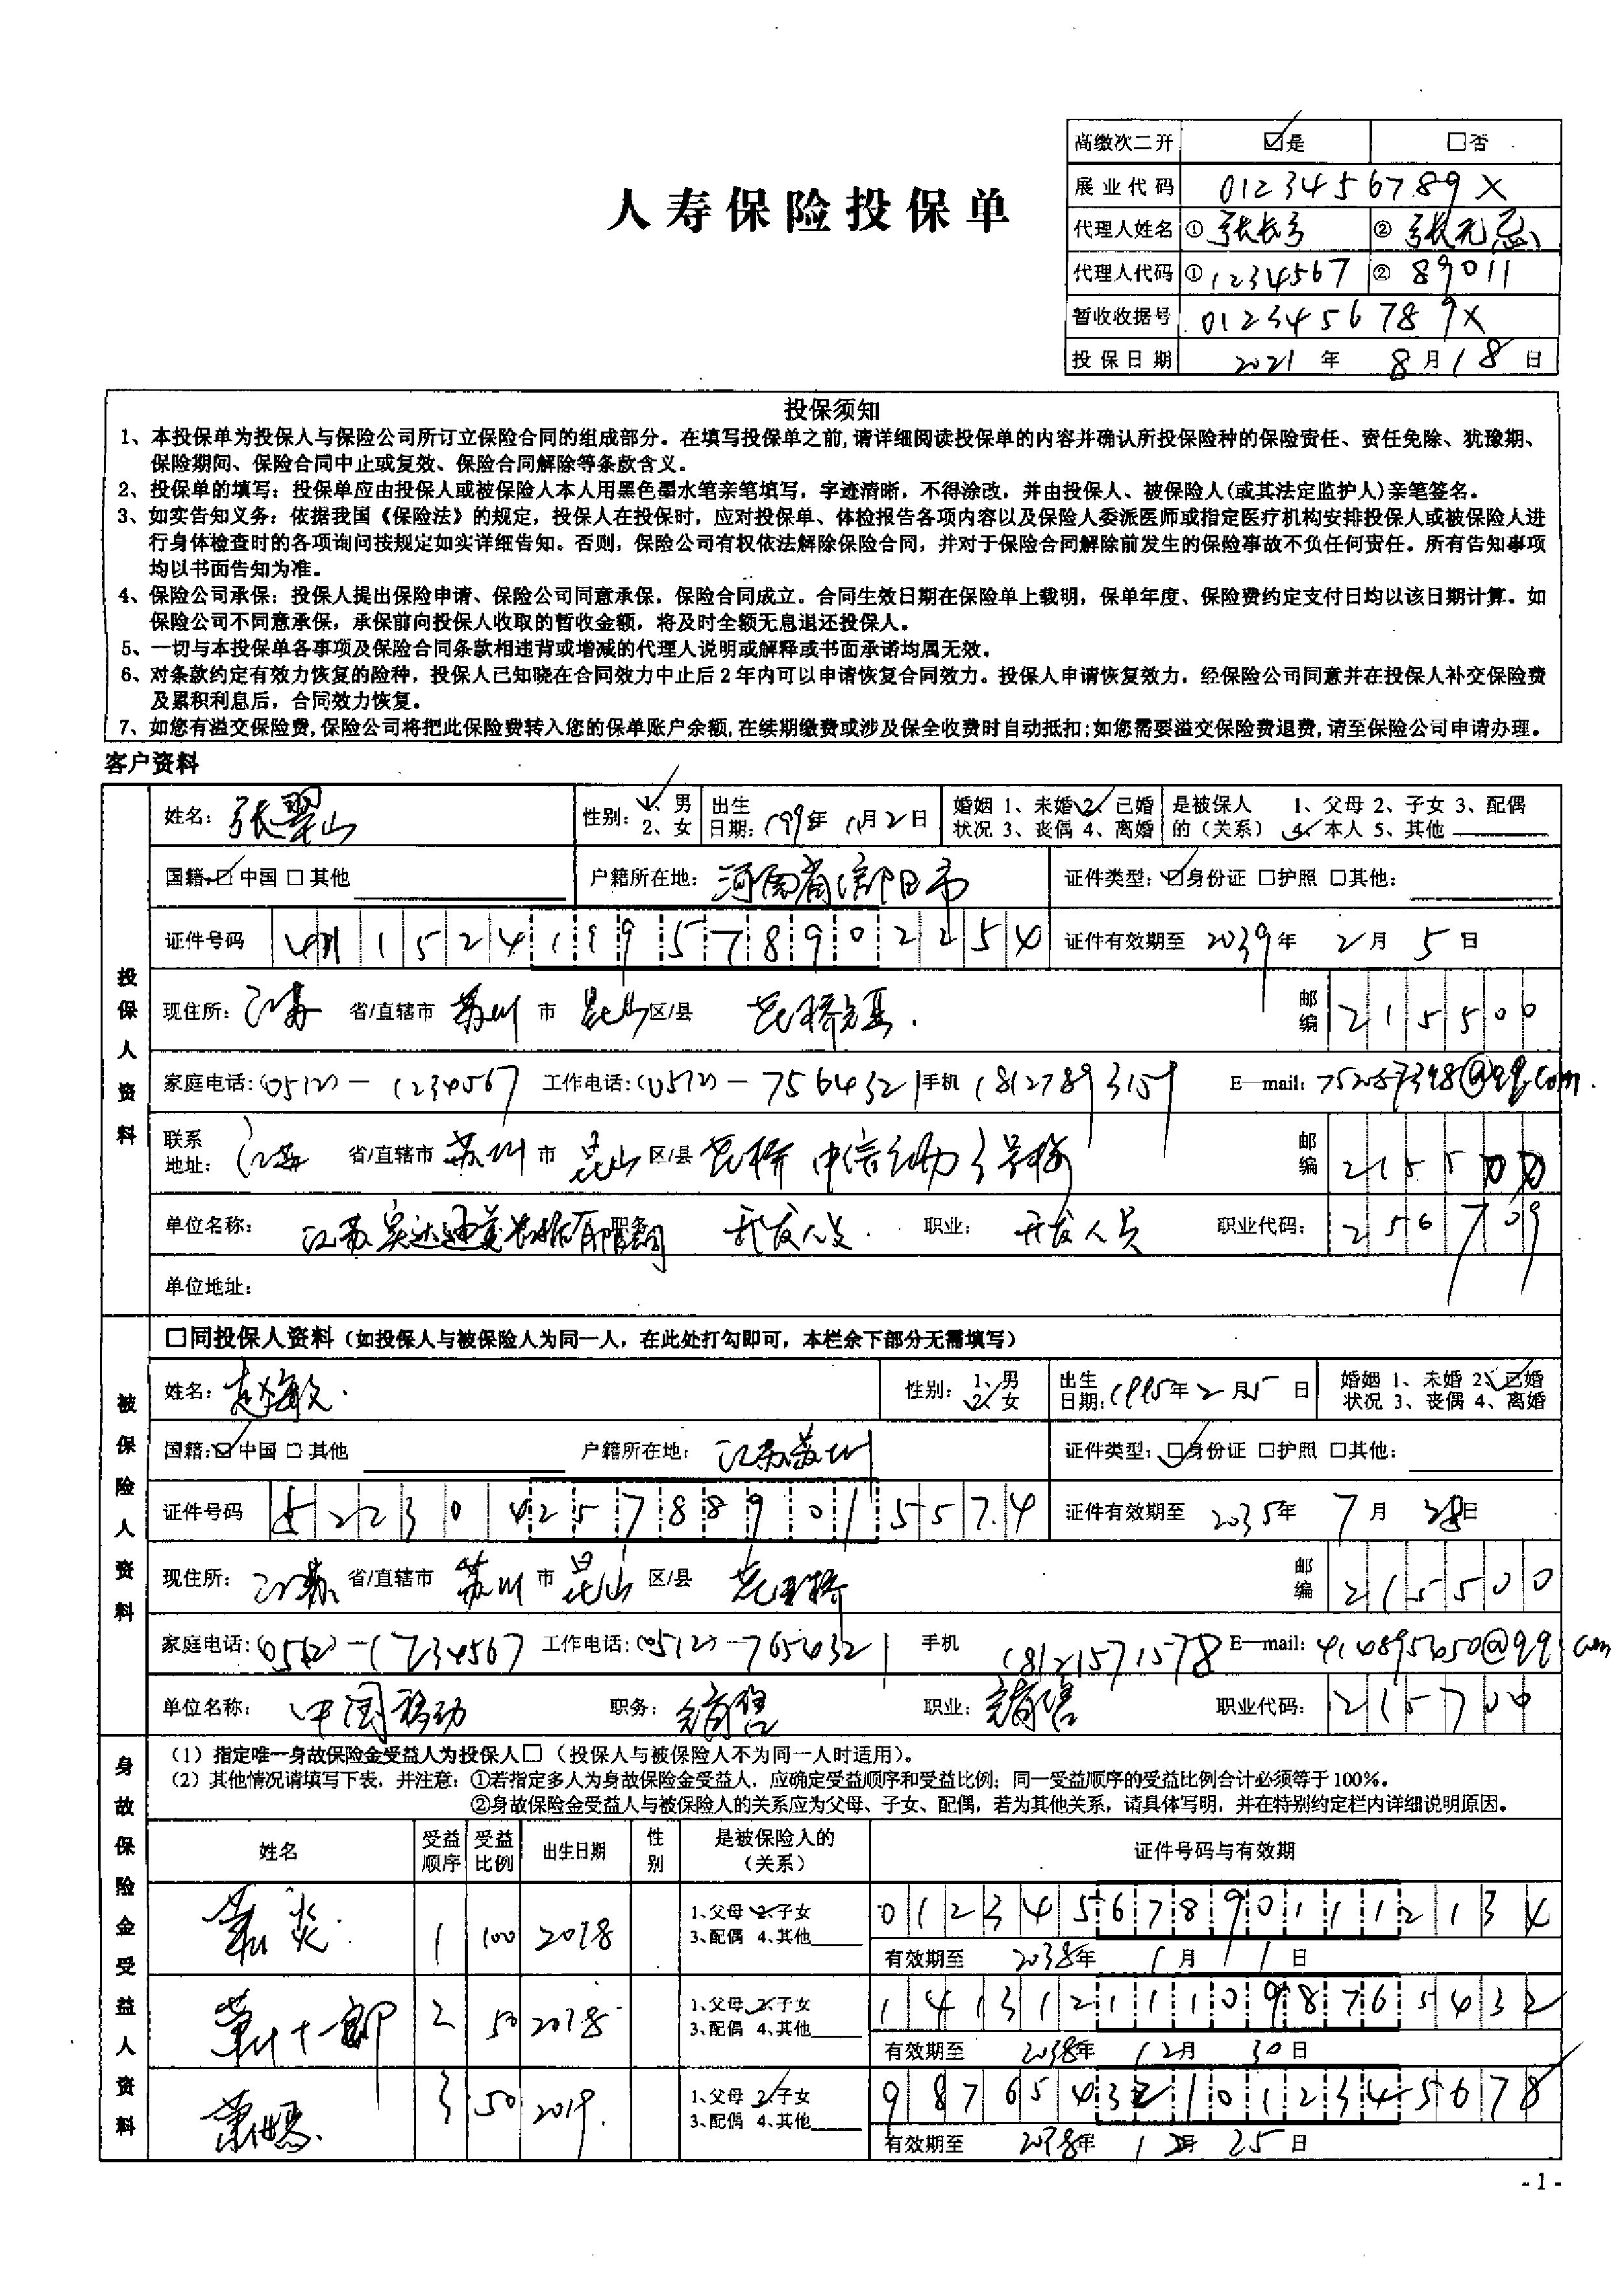 高缴次二开 ☑是 □否
人寿保险投保单
展业代码 0123456789X
代理人姓名 ①张长弓 ②张无忌
代理人代码 ①1234567 ②89011
暂收收据号 0123456789X
投保日期 2021年8月18日
投保须知
1、本投保单为投保人与保险公司所订立保险合同的组成部分。在填写投保单之前,请详细阅读投保单的内容并确认所投保险种的保险责任、责任免除、犹豫期、
保险期间、保险合同中止或复效、保险合同解除等条款含义。
2、投保单的填写：投保单应由投保人或被保险人本人用黑色墨水笔亲笔填写，字迹清晰，不得涂改，并由投保人、被保险人(或其法定监护人)亲笔签名。
3、如实告知义务：依据我国《保险法》的规定，投保人在投保时，应对投保单、体检报告各项内容以及保险人委派医师或指定医疗机构安排投保人或被保险人进
行身体检查时的各项询问按规定如实详细告知。否则，保险公司有权依法解除保险合同，并对于保险合同解除前发生的保险事故不负任何责任。所有告知事项
均以书面告知为准。
4、保险公司承保：投保人提出保险申请、保险公司同意承保，保险合同成立。合同生效日期在保险单上载明，保单年度、保险费约定支付日均以该日期计算。如
保险公司不同意承保，承保前向投保人收取的暂收金额，将及时全额无息退还投保人。
5、一切与本投保单各事项及保险合同条款相违背或增减的代理人说明或解释或书面承诺均属无效。
6、对条款约定有效力恢复的险种，投保人已知晓在合同效力中止后2年内可以申请恢复合同效力。投保人申请恢复效力，经保险公司同意并在投保人补交保险费
及累积利息后，合同效力恢复。
7、如您有溢交保险费,保险公司将把此保险费转入您的保单账户余额,在续期缴费或涉及保全收费时自动抵扣;如您需要溢交保险费退费,请至保险公司申请办理。
客户资料
投保人资料
姓名：张翠山 性别：1、男 2、女 出生日期： 年11月2日 婚姻状况 1、未婚 2、已婚 3、丧偶 4、离婚 是被保人的（关系） 1、父母 2、子女 3、配偶 4、本人 5、其他
国籍：☑中国 □其他 户籍所在地：河南省信阳市 证件类型：☑身份证 □护照 □其他：
证件号码 证件有效期至 2039年2月5日
现住所：江苏 省/直辖市 苏州 市 昆山 区/县 花桥镇. 邮编 215500
家庭电话：(0512)-1234567 工作电话：(0512)-7564321 手机 18127893159 E—mail: @qq.com.
联系地址：江苏 省/直辖市 苏州 市 昆山 区/县 花桥 中信 3号楼 邮编 215500
单位名称：江苏实达迪美数据有限公司 职务：开发人员. 职业：开发人员 职业代码：256709
单位地址：
被保险人资料
□同投保人资料（如投保人与被保险人为同一人，在此处打勾即可，本栏余下部分无需填写）
姓名：赵敏. 性别：1、男 2、女 出生日期：1995年2月5日 婚姻状况 1、未婚 2、已婚 3、丧偶 4、离婚
国籍：☑中国 □其他 户籍所在地：江苏苏州 证件类型：☑身份证 □护照 □其他：
证件号码 522304257889015574 证件有效期至 2035年7月28日
现住所：江苏 省/直辖市 苏州 市 昆山 区/县 花桥 邮编 215500
家庭电话：(0512)-1234567 工作电话：(0512)-7654321 手机 18121571578 E—mail: @qq.com
单位名称：中国移动 职务：销售 职业：销售 职业代码：215700
身故保险金受益人资料
（1）指定唯一身故保险金受益人为投保人□（投保人与被保险人不为同一人时适用）。
（2）其他情况请填写下表，并注意：①若指定多人为身故保险金受益人，应确定受益顺序和受益比例；同一受益顺序的受益比例合计必须等于100%。
②身故保险金受益人与被保险人的关系应为父母、子女、配偶，若为其他关系，请具体写明，并在特别约定栏内详细说明原因。
姓名 受益顺序 受益比例 出生日期 性别 是被保险人的（关系） 证件号码与有效期
萧炎. 1 100 2018 1、父母 2、子女 3、配偶 4、其他 012345678901112134
有效期至 2038年1月11日
萧十一郎 2 50 2018 1、父母 2、子女 3、配偶 4、其他 141312111098765432
有效期至 2038年12月30日
3 50 2019. 1、父母 2、子女 3、配偶 4、其他 987654321012345678
有效期至 2038年12月25日
- 1 -